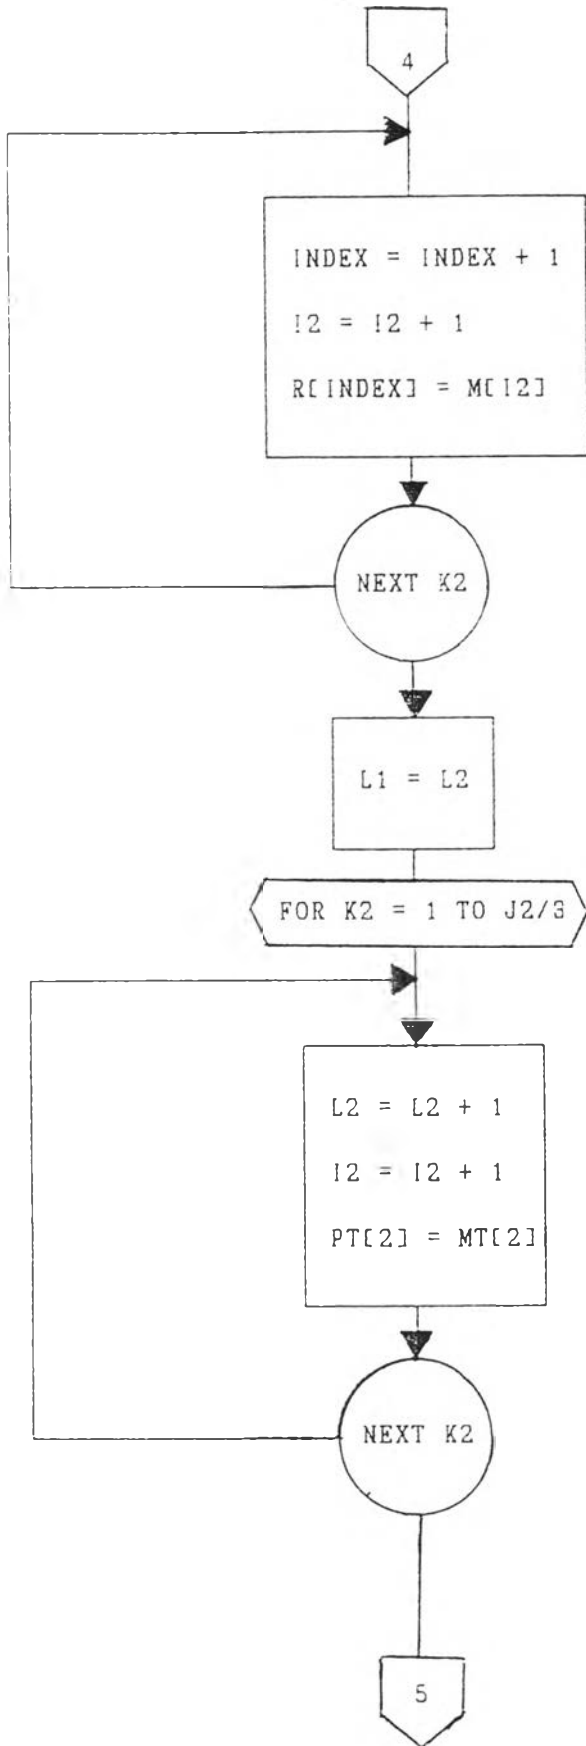 4
INDEX = INDEX + 1
I2 = I2 + 1
R[INDEX] = M[I2]
NEXT K2
L1 = L2
FOR K2 = 1 TO J2/3
L2 = L2 + 1
I2 = I2 + 1
PT[2] = MT[2]
NEXT K2
5